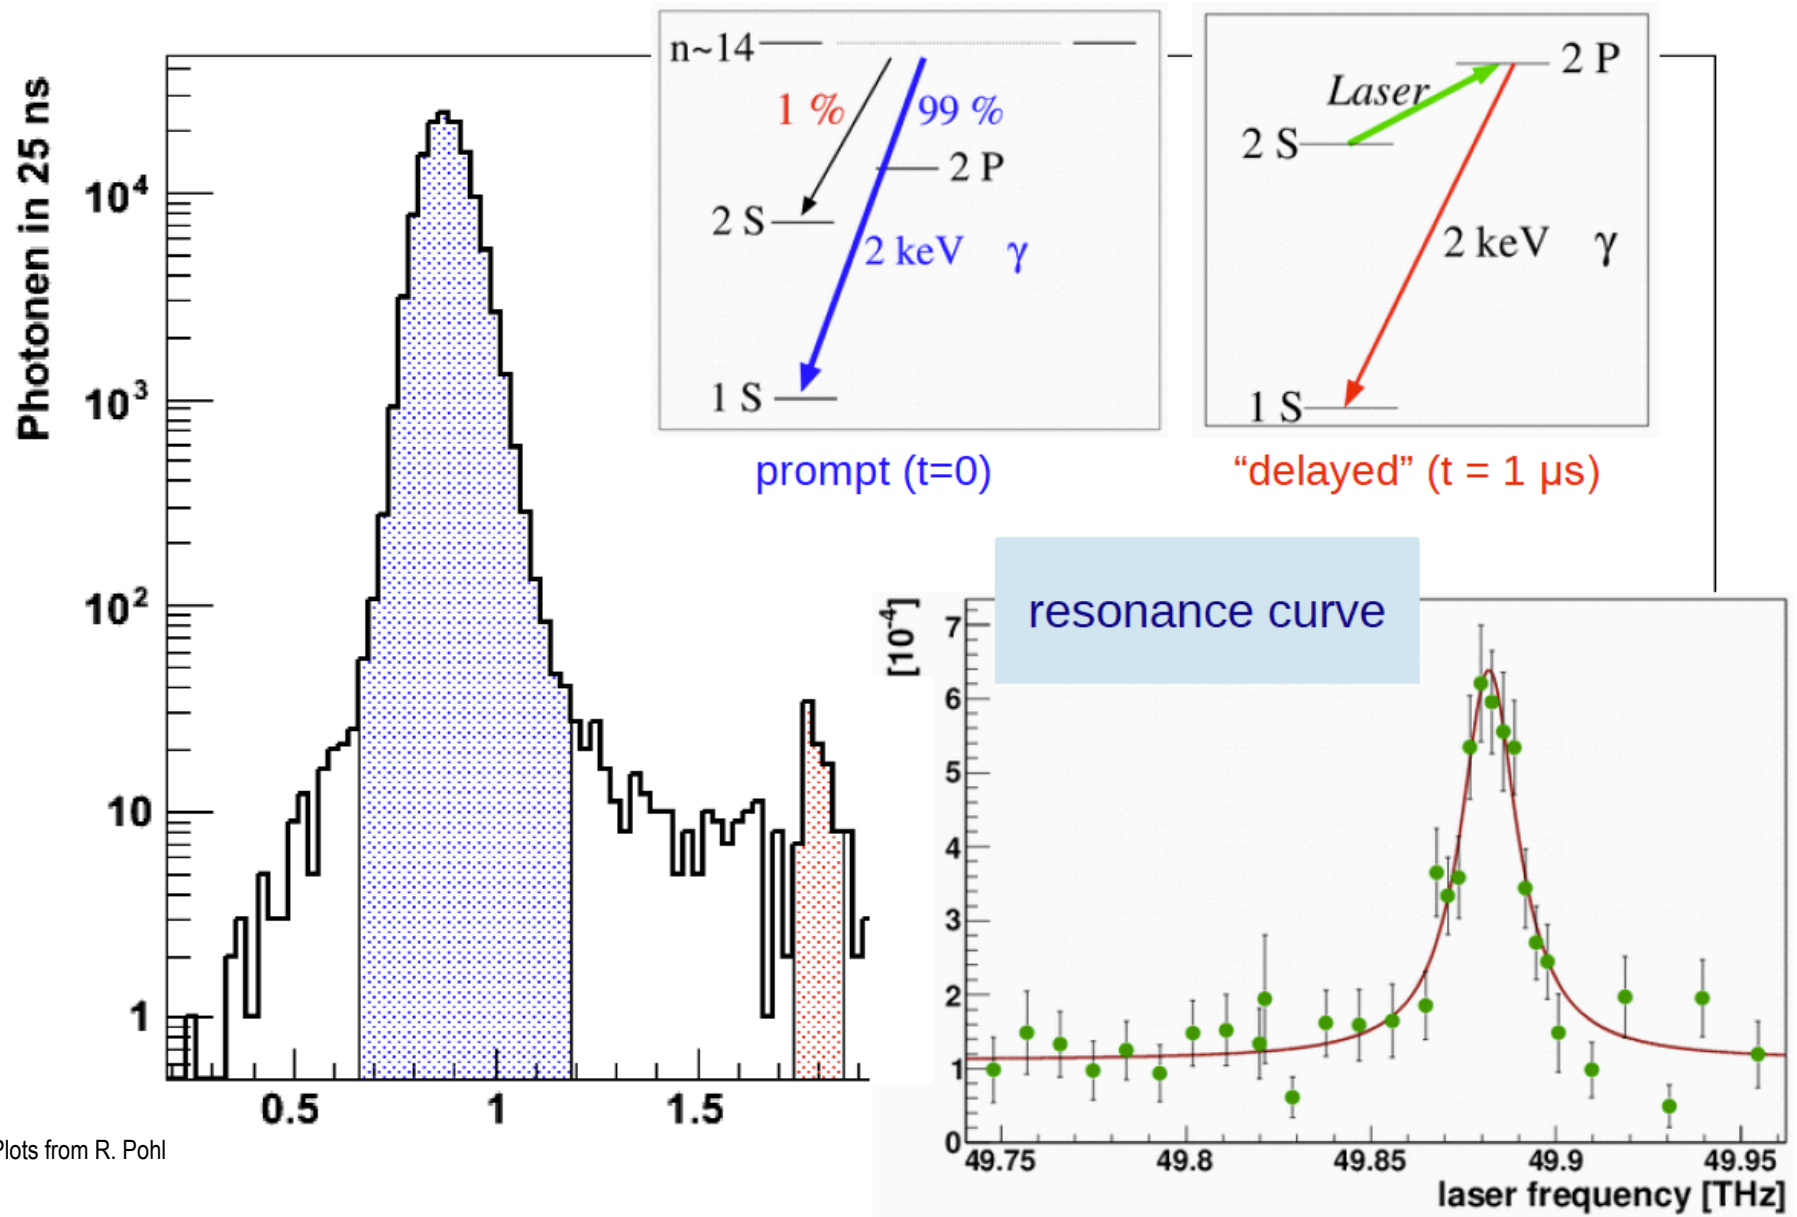 Photonen in 25 ns
10⁴
10³
10²
10
1
0.5
1
1.5
n~14
1 %
99 %
2 P
2 S
2 keV γ
1 S
prompt (t=0)
2 P
Laser
2 S
2 keV γ
1 S
“delayed” (t = 1 µs)
resonance curve
[10⁻⁴]
7
6
5
4
3
2
1
0
49.75
49.8
49.85
49.9
49.95
laser frequency [THz]
Plots from R. Pohl